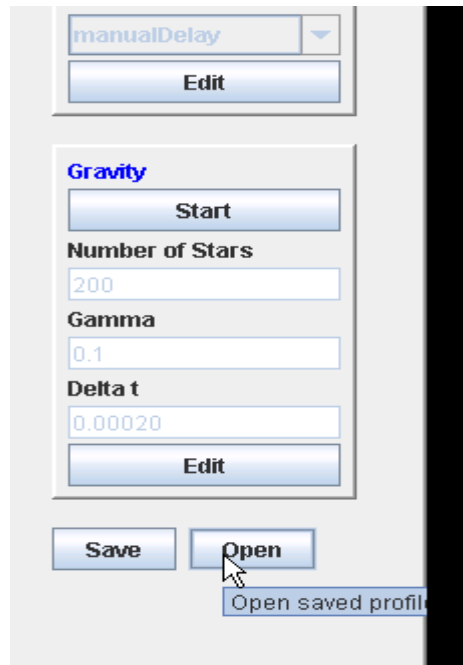 manualDelay
Edit
Gravity
Start
Number of Stars
200
Gamma
0.1
Delta t
0.00020
Edit
Save Open
Open saved